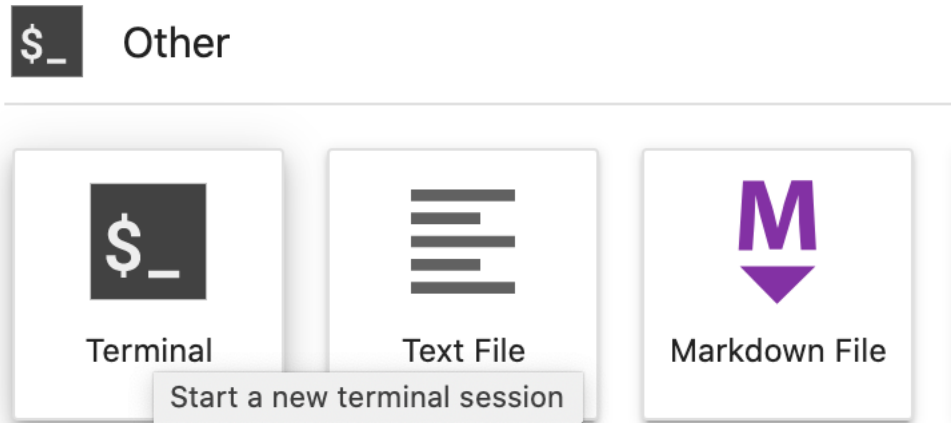 $_ Other
$_
M
Terminal
Text File
Markdown File
Start a new terminal session